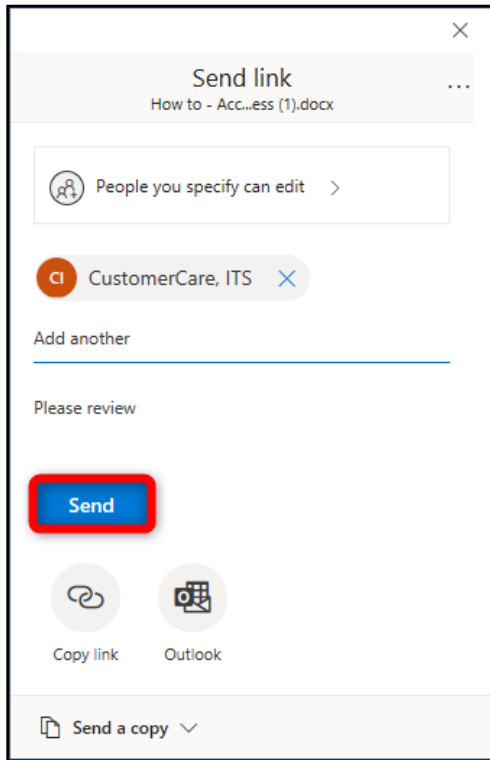 Send link
How to - Acc...ess (1).docx
People you specify can edit
CI CustomerCare, ITS
Add another
Please review
Send
Copy link Outlook
Send a copy